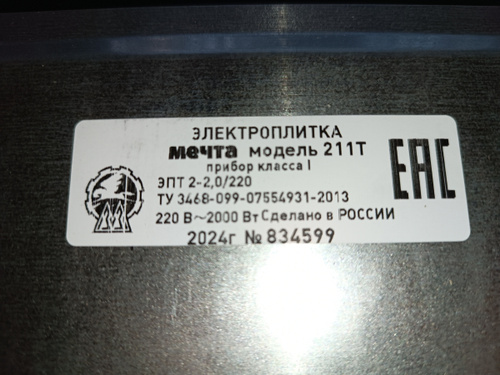 ЭЛЕКТРОПЛИТКА
мечта модель 211Т
прибор класса I
ЭПТ 2-2,0/220
ТУ 3468-099-07554931-2013
220 В~2000 Вт Сделано в РОССИИ
2024г № 834599
EAC